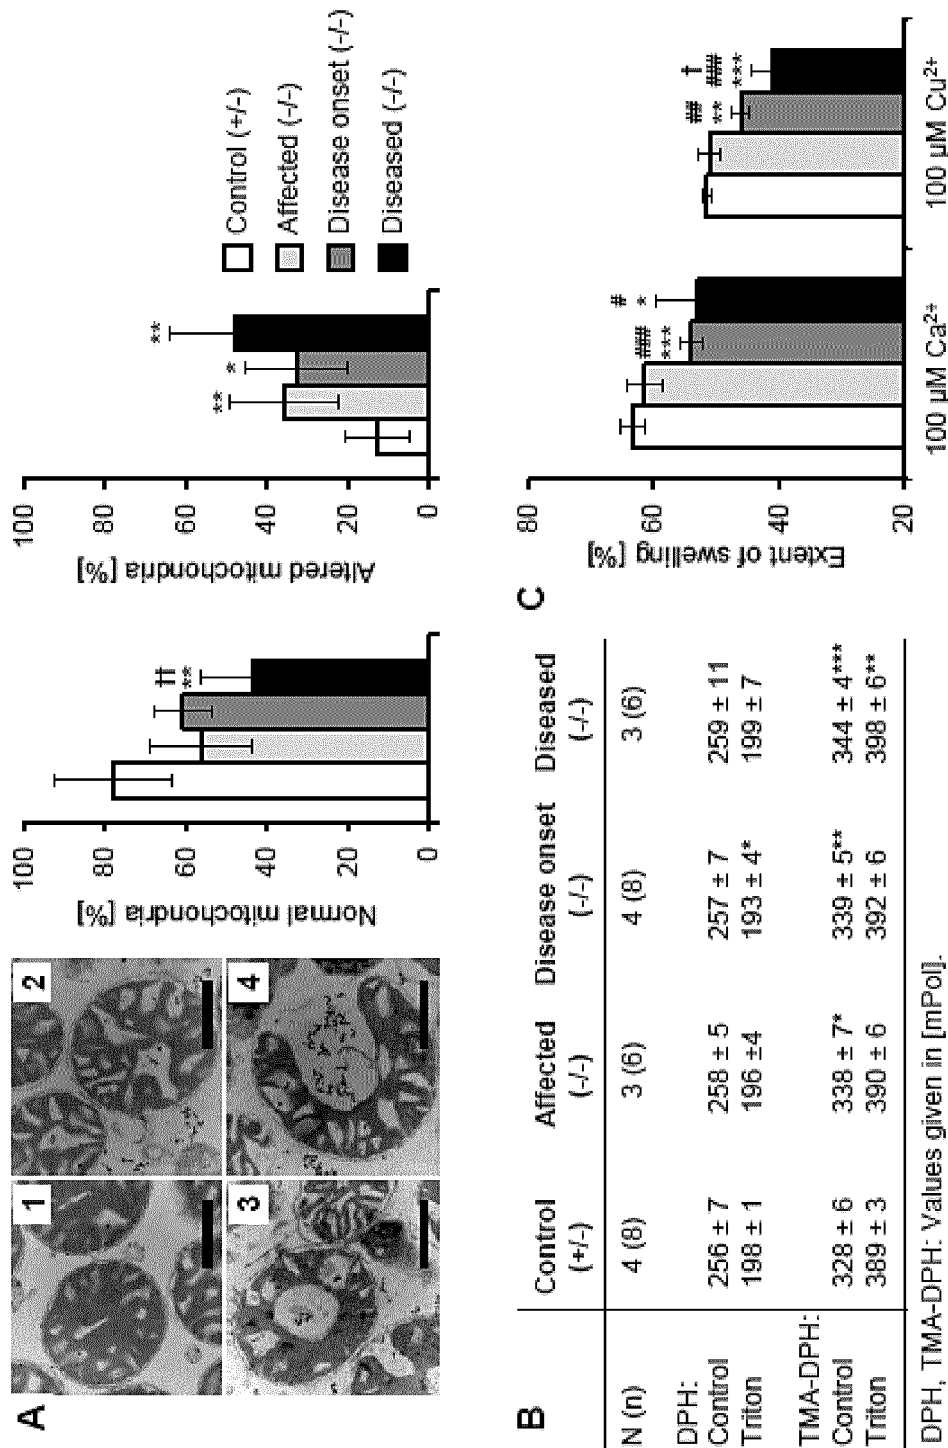 A
1
2
3
4
Normal mitochondria [%]
100
80
60
40
20
0
††
**
Altered mitochondria [%]
100
80
60
40
20
0
**
*
**
Control (+/-)
Affected (-/-)
Disease onset (-/-)
Diseased (-/-)
B
Control Affected Disease onset Diseased
(+/-) (-/-) (-/-) (-/-)
N (n) 4 (8) 3 (6) 4 (8) 3 (6)
DPH:
Control 256 ± 7 258 ± 5 257 ± 7 259 ± 11
Triton 198 ± 1 196 ±4 193 ± 4* 199 ± 7
TMA-DPH:
Control 328 ± 6 338 ± 7* 339 ± 5** 344 ± 4***
Triton 389 ± 3 390 ± 6 392 ± 6 398 ± 6**
DPH, TMA-DPH: Values given in [mPol].
C
Extent of swelling [%]
80
60
40
20
###
***
#
*
##
**
†
###
***
100 µM Ca2+
100 µM Cu2+